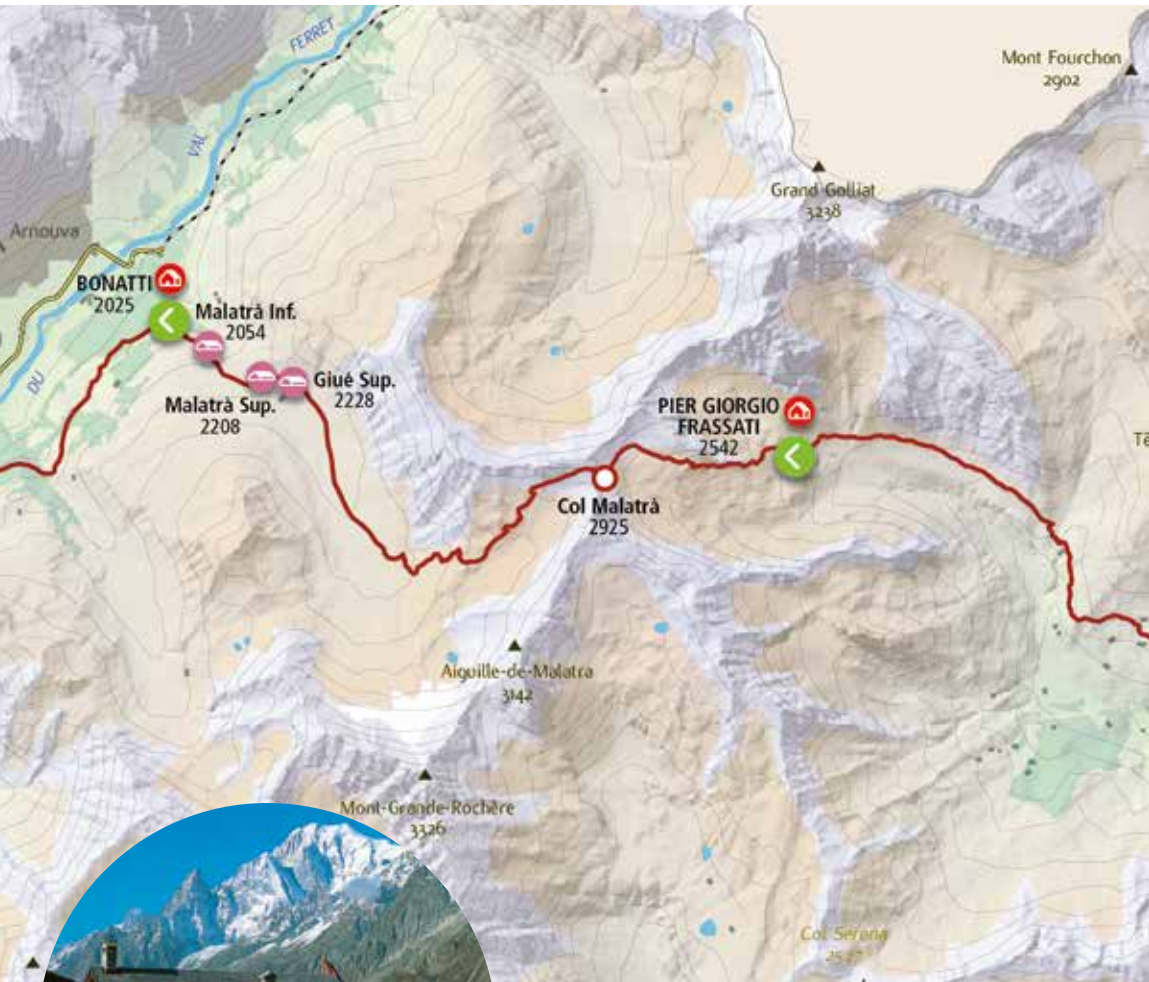 FERRET
VAL
DU
Mont Fourchon
2902
Grand Golliat
3238
Arnouva
BONATTI
2025
Malatrà Inf.
2054
Malatrà Sup.
2208
Giué Sup.
2228
PIER GIORGIO
FRASSATI
2542
Col Malatrà
2925
Aiguille-de-Malatra
3142
Mont-Grande-Rochère
3326
Col Serena